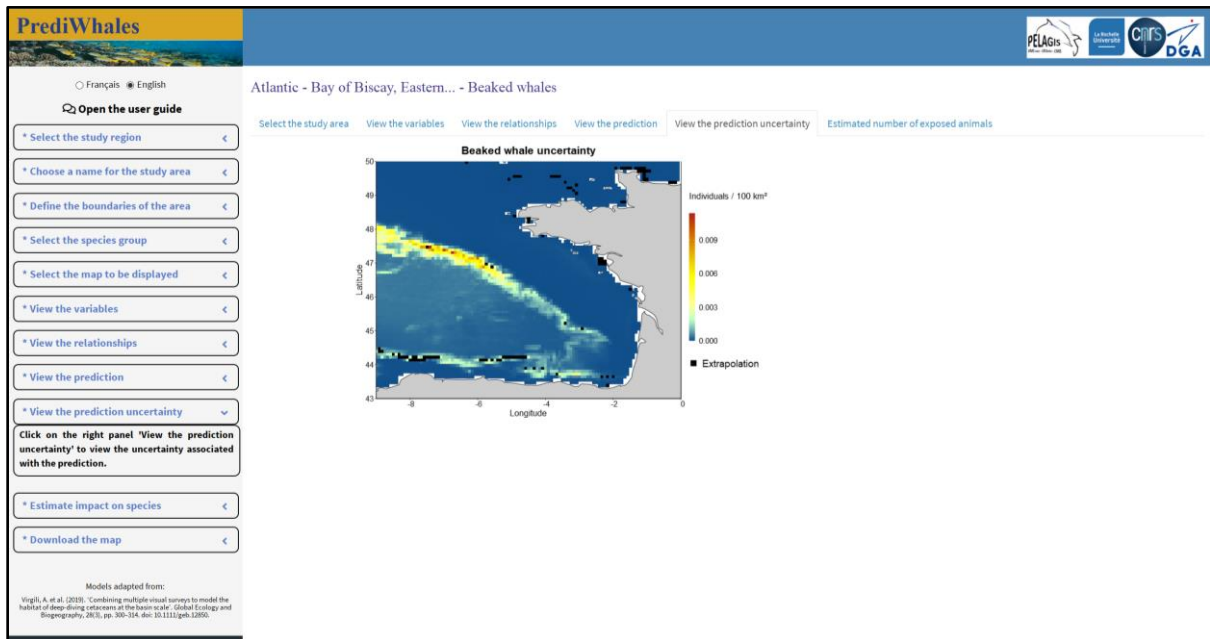 PrediWhales
PELAGIS
La Rochelle
Université
cnrs
DGA
Français English
Open the user guide
* Select the study region
* Choose a name for the study area
* Define the boundaries of the area
* Select the species group
* Select the map to be displayed
* View the variables
* View the relationships
* View the prediction
* View the prediction uncertainty
Click on the right panel 'View the prediction
uncertainty' to view the uncertainty associated
with the prediction.
* Estimate impact on species
* Download the map
Models adapted from:
Virgili, A. et al. (2019). 'Combining multiple visual surveys to model the
habitat of deep-diving cetaceans at the basin scale'. Global Ecology and
Biogeography, 28(3), pp. 300–314. doi: 10.1111/geb.12850.
Atlantic - Bay of Biscay, Eastern... - Beaked whales
Select the study area View the variables View the relationships View the prediction View the prediction uncertainty Estimated number of exposed animals
Beaked whale uncertainty
50
49
48
47
46
45
44
43
Latitude
-8 -6 -4 -2 0
Longitude
Individuals / 100 km²
0.009
0.006
0.003
0.000
Extrapolation